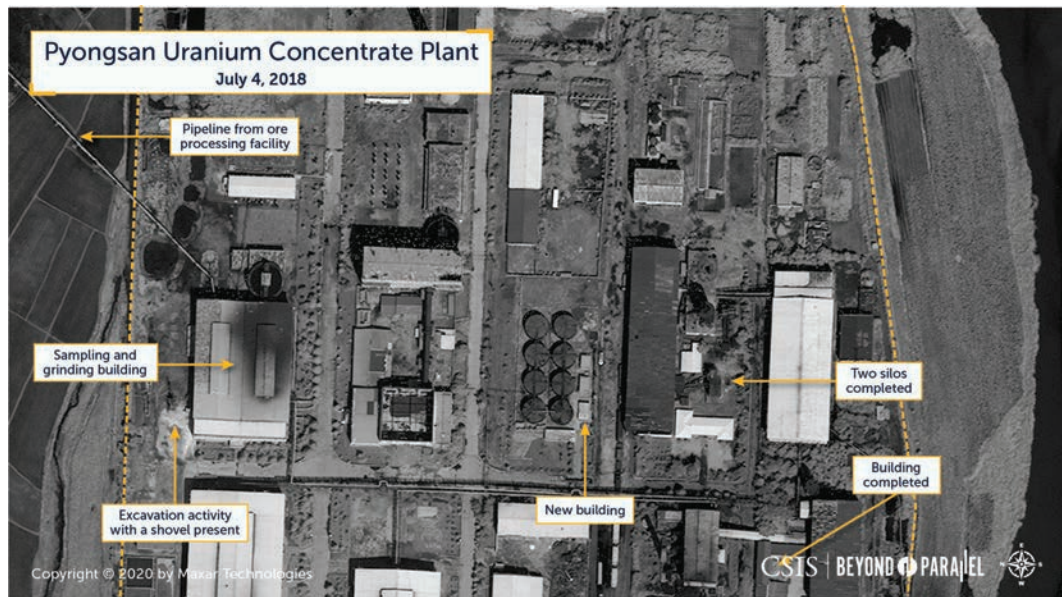 Pyongsan Uranium Concentrate Plant
July 4, 2018
Pipeline from ore
processing facility
Sampling and
grinding building
Two silos
completed
Building
completed
New building
Excavation activity
with a shovel present
Copyright © 2020 by Maxar Technologies
CSIS | BEYOND PARALLEL